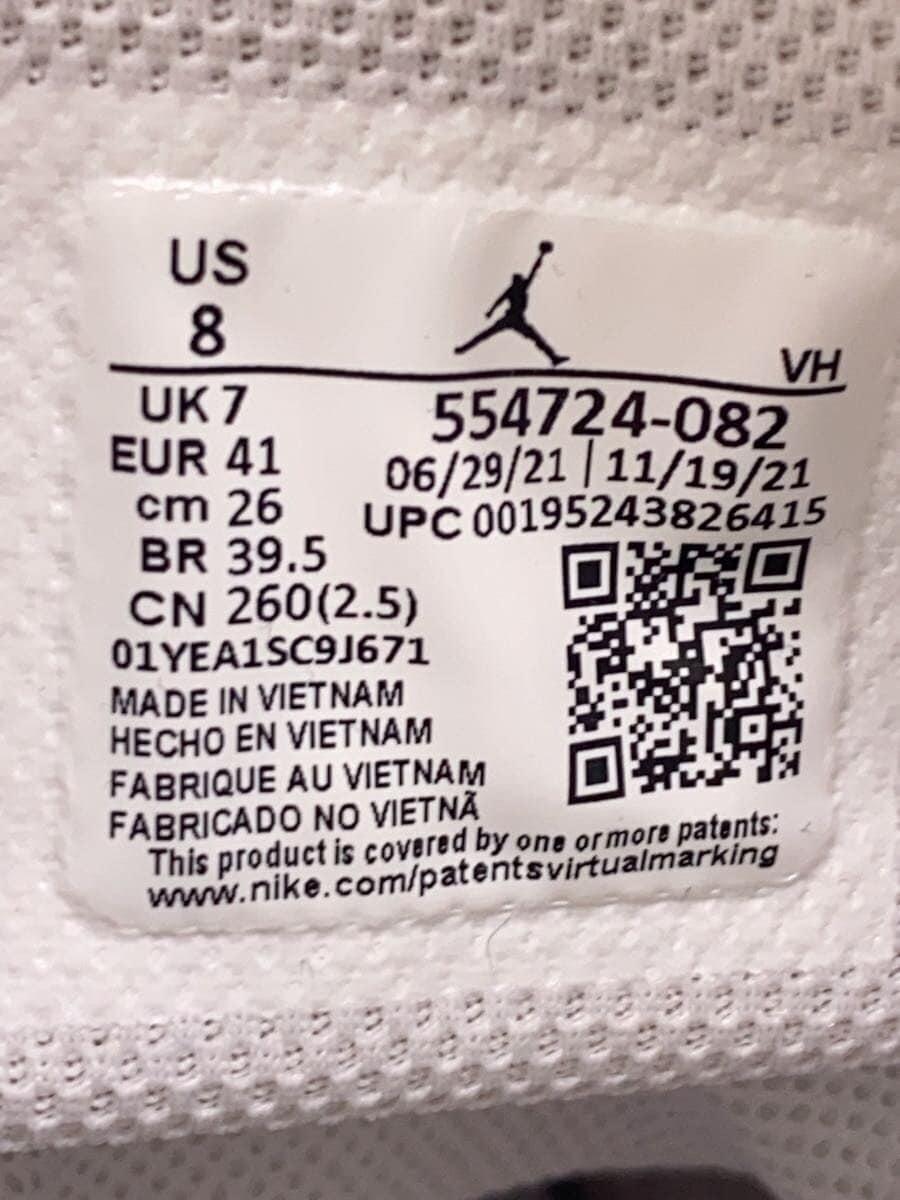 US
8
VH
UK 7
EUR 41
cm 26
BR 39.5
CN 260(2.5)
554724-082
06/29/21 | 11/19/21
UPC 00195243826415
01YEA1SC9J671
MADE IN VIETNAM
HECHO EN VIETNAM
FABRIQUE AU VIETNAM
FABRICADO NO VIETNÃ
This product is covered by one or more patents:
www.nike.com/patentsvirtualmarking